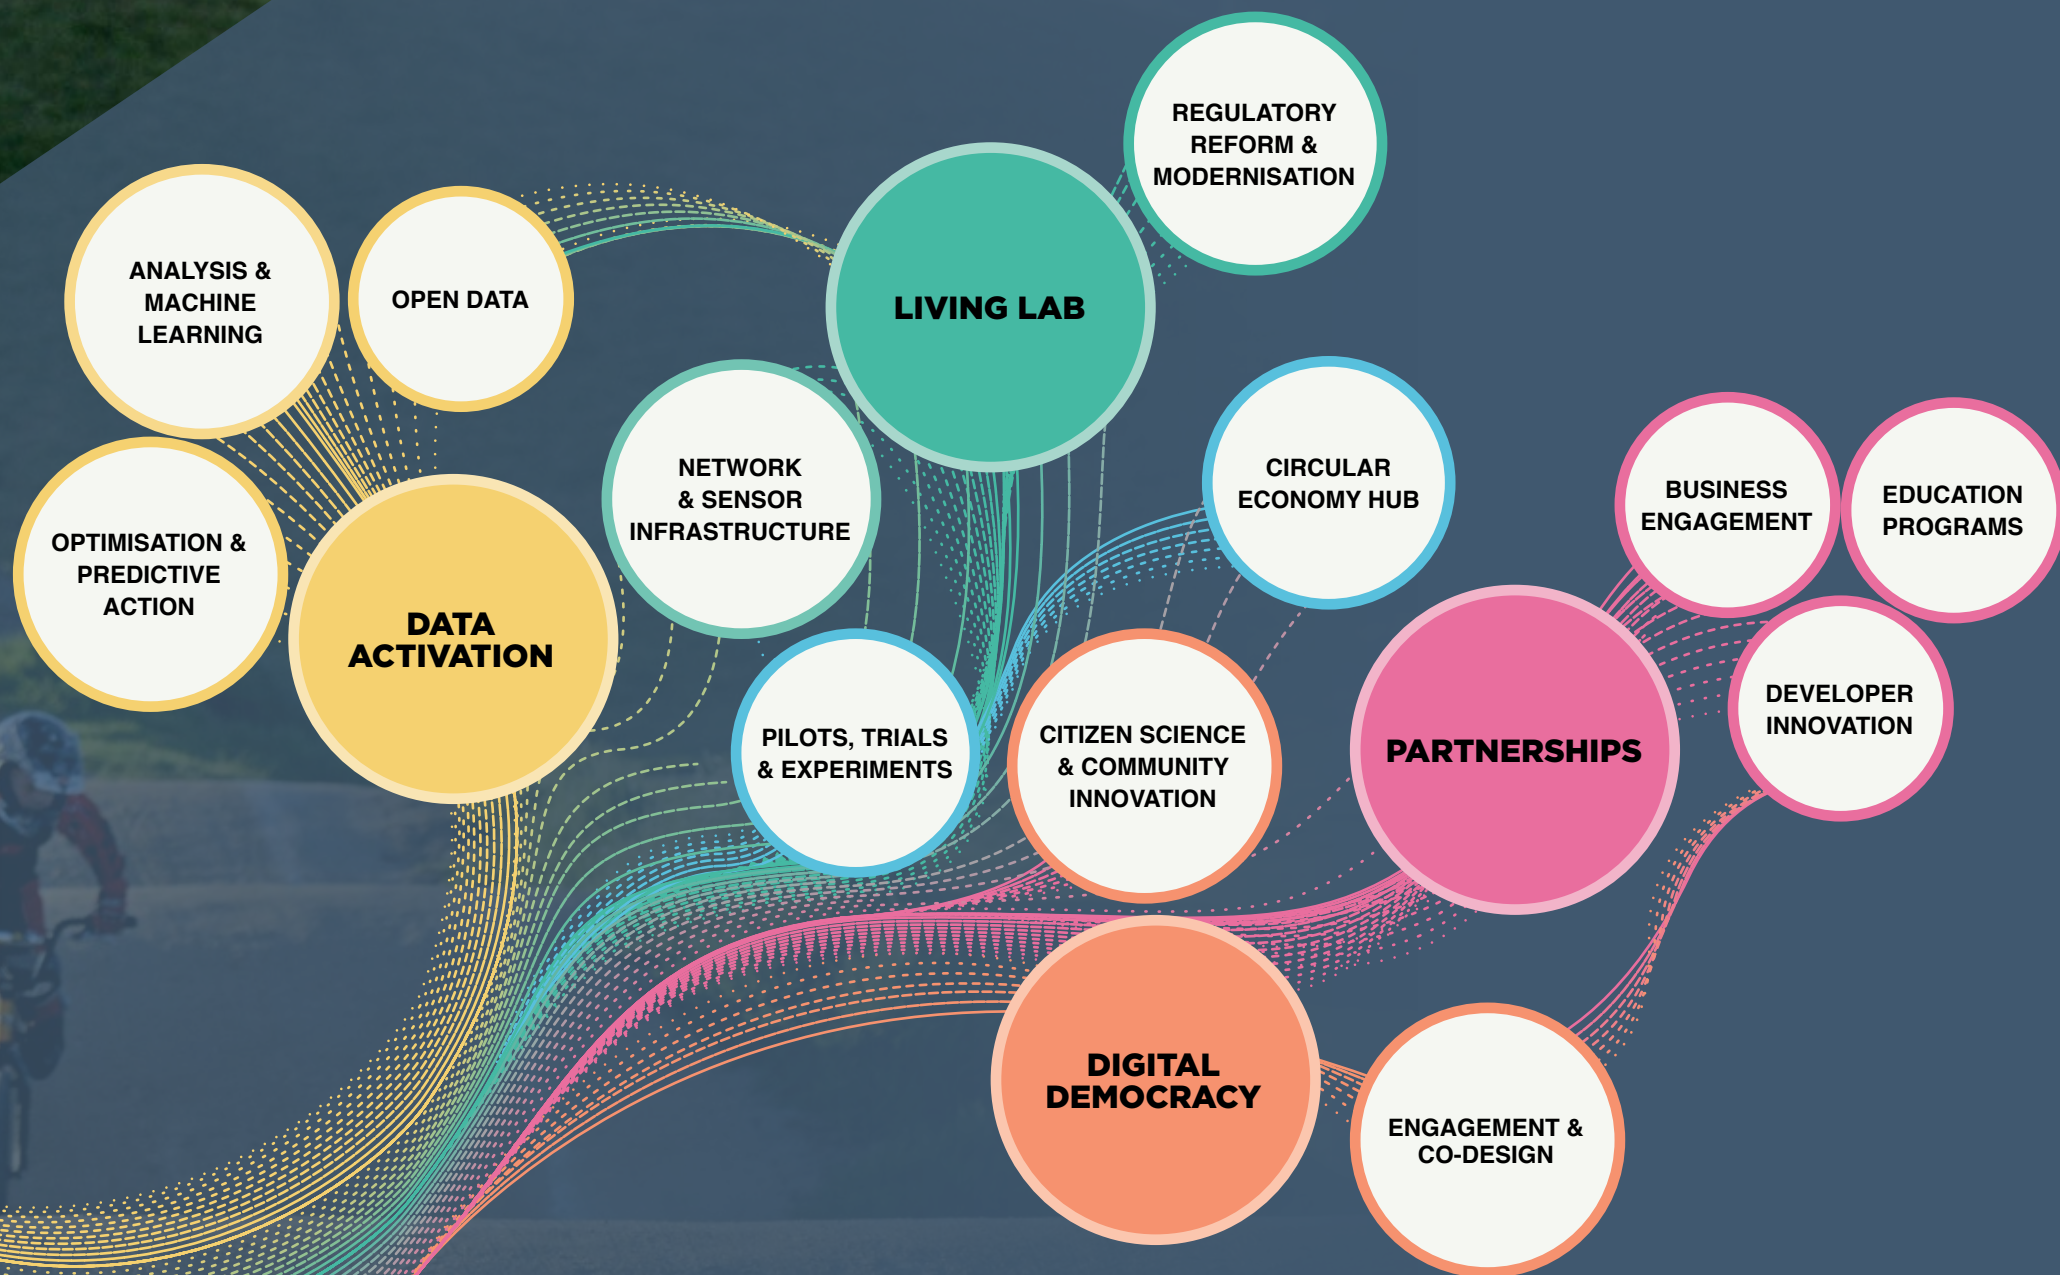 REGULATORY
REFORM &
MODERNISATION
ANALYSIS &
MACHINE
LEARNING
OPEN DATA
LIVING LAB
NETWORK
& SENSOR
INFRASTRUCTURE
CIRCULAR
ECONOMY HUB
BUSINESS
ENGAGEMENT
EDUCATION
PROGRAMS
OPTIMISATION &
PREDICTIVE
ACTION
DATA
ACTIVATION
PILOTS, TRIALS
& EXPERIMENTS
CITIZEN SCIENCE
& COMMUNITY
INNOVATION
PARTNERSHIPS
DEVELOPER
INNOVATION
DIGITAL
DEMOCRACY
ENGAGEMENT &
CO-DESIGN